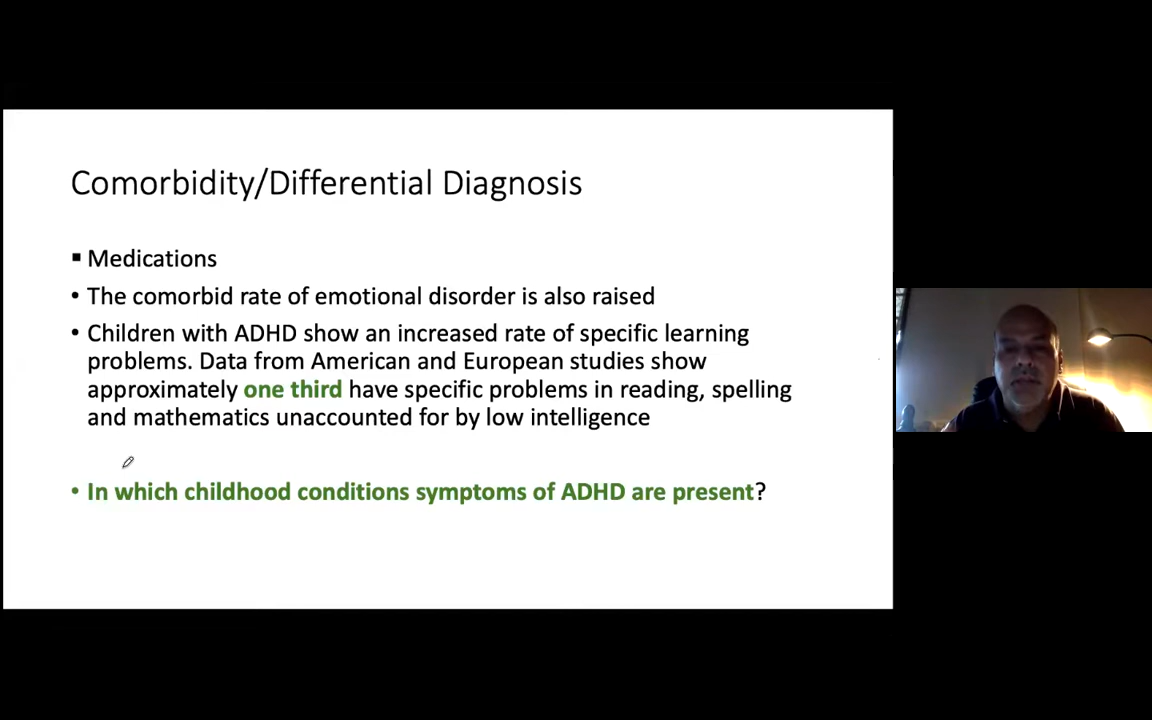 Comorbidity/Differential Diagnosis
▪ Medications
• The comorbid rate of emotional disorder is also raised
• Children with ADHD show an increased rate of specific learning
problems. Data from American and European studies show
approximately one third have specific problems in reading, spelling
and mathematics unaccounted for by low intelligence
• In which childhood conditions symptoms of ADHD are present?